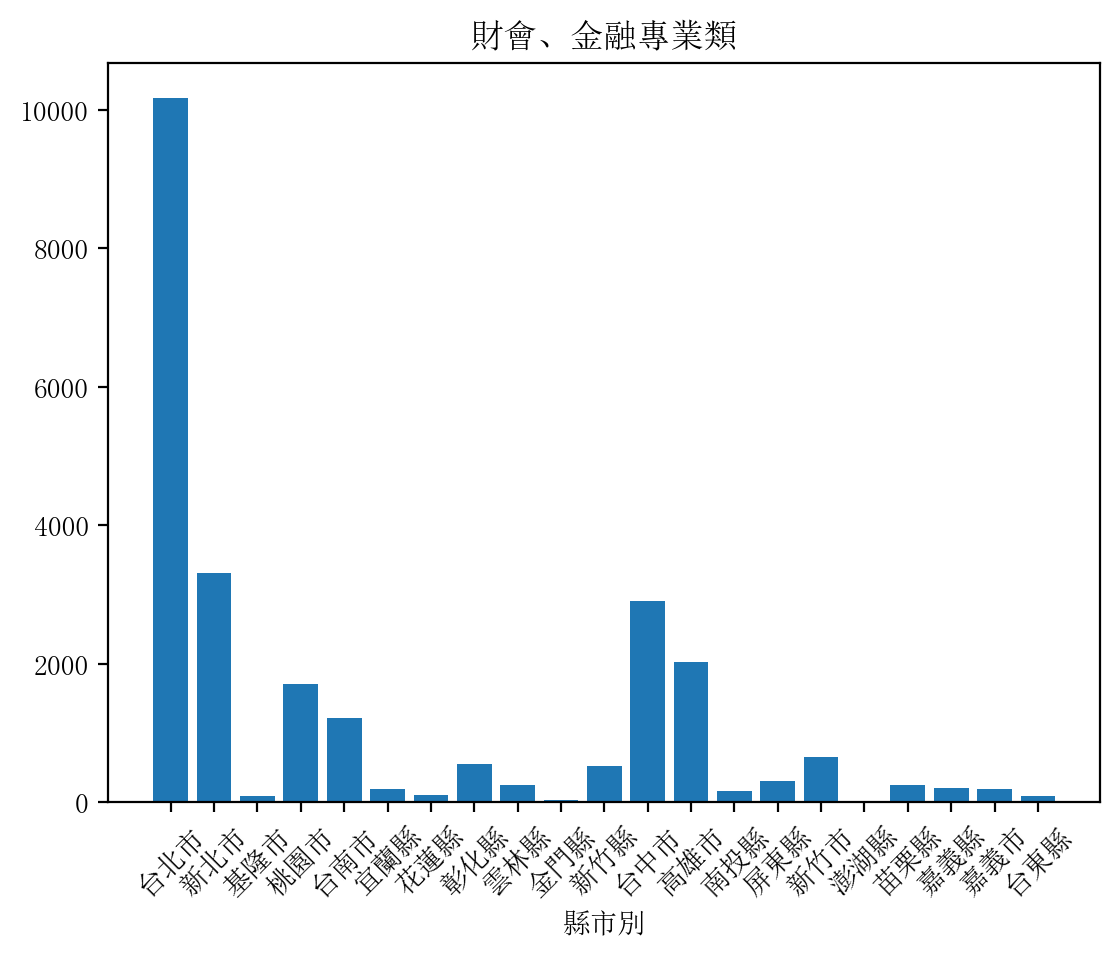 財會、金融專業類
10000
8000
6000
4000
2000
0
台北市
新北市
基隆市
桃園市
台南市
宜蘭縣
花蓮縣
彰化縣
雲林縣
金門縣
新竹縣
台中市
高雄市
南投縣
屏東縣
新竹市
澎湖縣
苗栗縣
嘉義縣
嘉義市
台東縣
縣市別